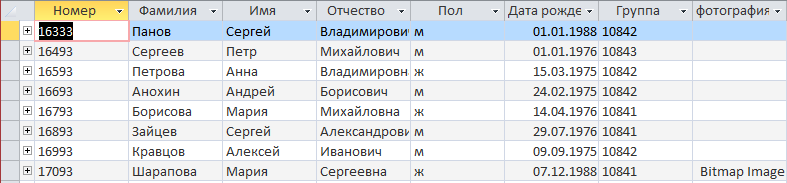 Номер Фамилия Имя Отчество Пол Дата рожде Группа фотография
16333 Панов Сергей Владимирович м 01.01.1988 10842
16493 Сергеев Петр Михайлович м 01.01.1976 10843
16593 Петрова Анна Владимировна ж 15.03.1975 10842
16693 Анохин Андрей Борисович м 24.02.1975 10842
16793 Борисова Мария Михайловна ж 14.04.1976 10841
16893 Зайцев Сергей Александрови м 29.07.1976 10841
16993 Кравцов Алексей Иванович м 09.09.1975 10842
17093 Шарапова Мария Сергеевна ж 07.12.1988 10841 Bitmap Image